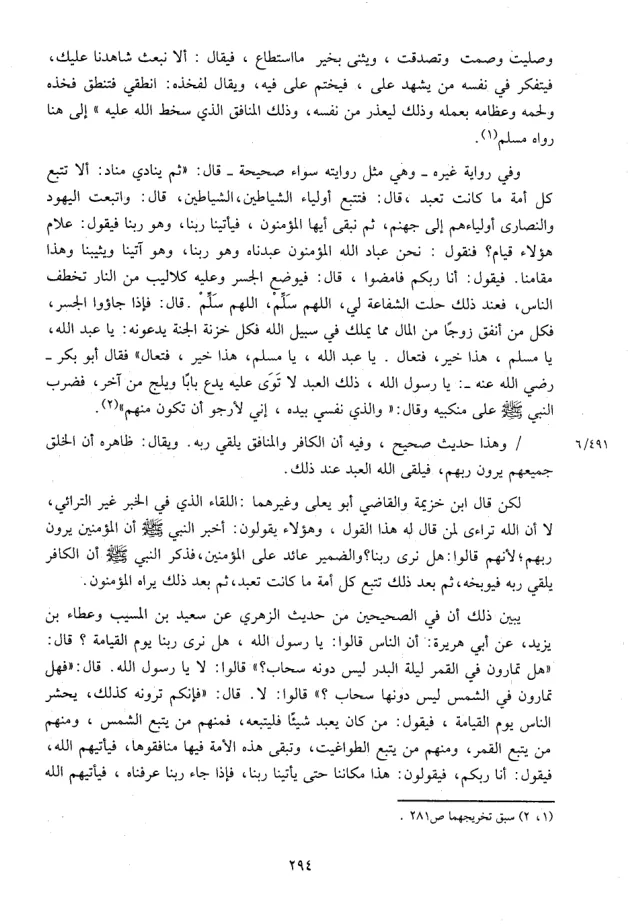 وصليت وصمت وتصدقت ، ويثنى بخير مااستطاع ، فيقال : ألا نبعث شاهدنا عليك،
فيتفكر في نفسه من يشهد على ، فيختم على فيه، ويقال لفخذه: انطقي فتنطق فخذه
ولحمه وعظامه بعمله وذلك ليعذر من نفسه، وذلك المنافق الذي سخط الله عليه » إلى هنا
رواه مسلم(١).
وفي رواية غيره ــ وهي مثل روايته سواء صحيحة ــ قال: «ثم ينادي مناد: ألا تتبع
كل أمة ما كانت تعبد ،قال: فتتبع أولياء الشياطين،الشياطين، قال: واتبعت اليهود
والنصارى أولياءهم إلى جهنم، ثم نبقى أيها المؤمنون ، فيأتينا ربنا، وهو ربنا فيقول: علام
هؤلاء قيام؟ فنقول : نحن عباد الله المؤمنون عبدناه وهو ربنا، وهو آتينا ويثيبنا وهذا
مقامنا. فيقول: أنا ربكم فامضوا ، قال: فيوضع الجسر وعليه كلاليب من النار تخطف
الناس، فعند ذلك حلت الشفاعة لي، اللهم سَلِّمْ، اللهم سَلِّمْ .قال: فإذا جاؤوا الجسر،
فكل من أنفق زوجًا من المال مما يملك في سبيل الله فكل خزنة الجنة يدعونه: يا عبد الله،
يا مسلم ، هذا خير، فتعال . يا عبد الله ، يا مسلم، هذا خير ، فتعال» فقال أبو بكر ــ
رضي الله عنه ــ: يا رسول الله ، ذلك العبد لا تَوَى عليه يدع بابًا ويلج من آخر، فضرب
النبي ﷺ على منكبيه وقال:« والذي نفسي بيده ، إني لأرجو أن تكون منهم»(٢).
/ وهذا حديث صحيح ، وفيه أن الكافر والمنافق يلقي ربه. ويقال: ظاهره أن الخلق
٦/٤٩١
جميعهم يرون ربهم، فيلقى الله العبد عند ذلك.
لكن قال ابن خزيمة والقاضي أبو يعلى وغيرهما :اللقاء الذي في الخبر غير الترائي،
لا أن الله تراءى لمن قال له هذا القول ، وهؤلاء يقولون: أخبر النبي ﷺ أن المؤمنين يرون
ربهم؛لأنهم قالوا:هل نرى ربنا؟والضمير عائد على المؤمنين،فذكر النبي ﷺ أن الكافر
يلقي ربه فيوبخه،ثم بعد ذلك تتبع كل أمة ما كانت تعبد،ثم بعد ذلك يراه المؤمنون.
يبين ذلك أن في الصحيحين من حديث الزهري عن سعيد بن المسيب وعطاء بن
يزيد، عن أبي هريرة: أن الناس قالوا: يا رسول الله ، هل نرى ربنا يوم القيامة ؟ قال:
«هل تمارون في القمر ليلة البدر ليس دونه سحاب؟» قالوا: لا يا رسول الله. قال:«فهل
تمارون في الشمس ليس دونها سحاب ؟» قالوا: لا. قال: «فإنكم ترونه كذلك، يحشر
الناس يوم القيامة ، فيقول: من كان يعبد شيئًا فليتبعه، فمنهم من يتبع الشمس ، ومنهم
من يتبع القمر، ومنهم من يتبع الطواغيت، وتبقى هذه الأمة فيها منافقوها، فيأتيهم الله،
فيقول: أنا ربكم، فيقولون: هذا مكاننا حتى يأتينا ربنا، فإذا جاء ربنا عرفناه ، فيأتيهم الله
(١، ٢) سبق تخريجهما ص٢٨١ .
٢٩٤